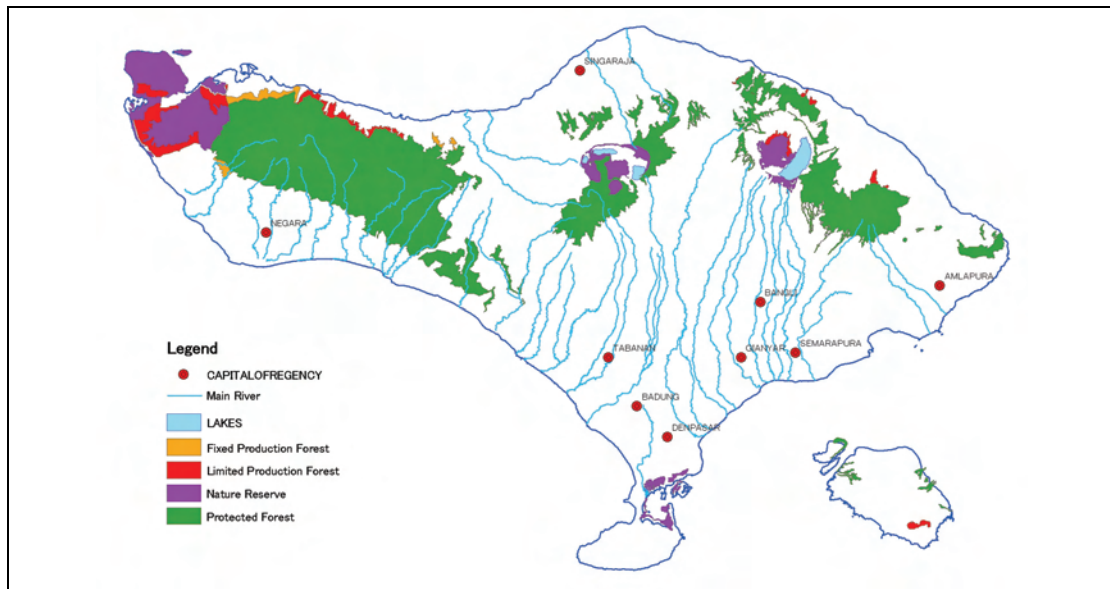 SINGARAJA
NEGARA
AMLAPURA
BANGLI
SEMARAPURA
GIANYAR
TABANAN
BADUNG
DENPASAR
Legend
CAPITALOFREGENCY
Main River
LAKES
Fixed Production Forest
Limited Production Forest
Nature Reserve
Protected Forest